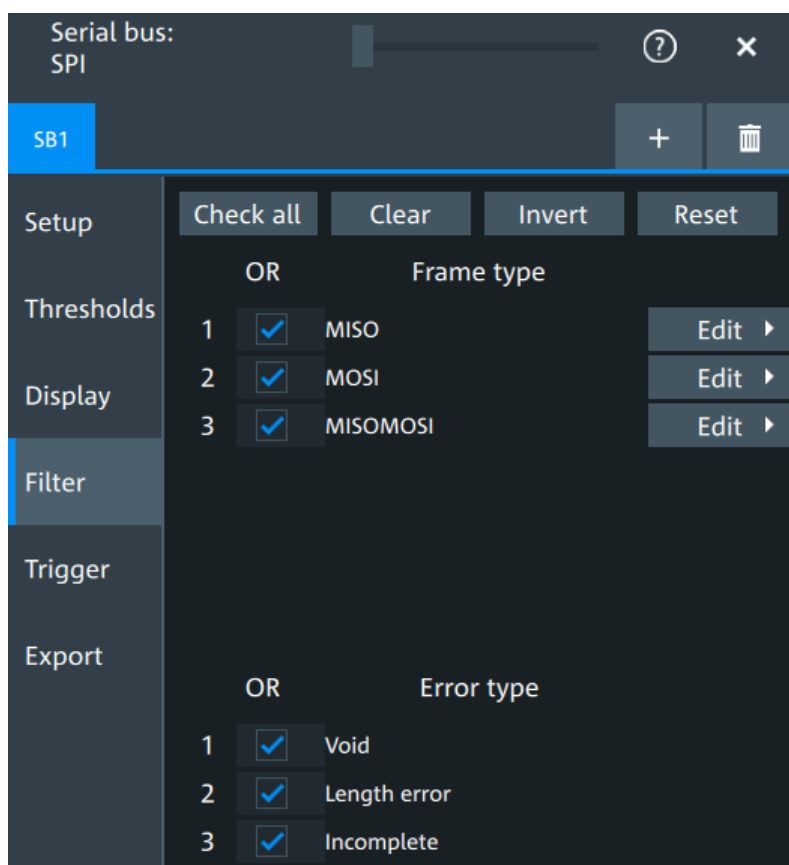 Serial bus:
SPI
?
SB1
+
Setup
Thresholds
Display
Filter
Trigger
Export
Check all Clear Invert Reset
OR Frame type
1 MISO Edit
2 MOSI Edit
3 MISOMOSI Edit
OR Error type
1 Void
2 Length error
3 Incomplete